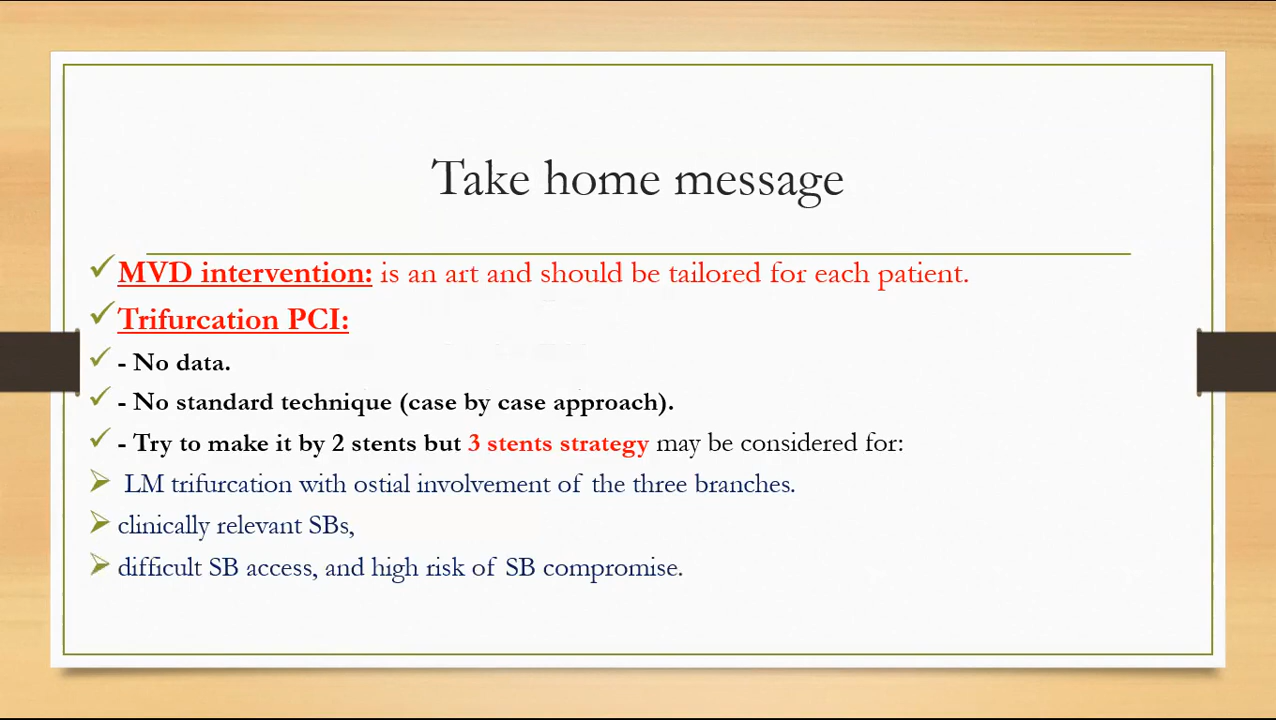 Take home message
MVD intervention: is an art and should be tailored for each patient.
Trifurcation PCI:
- No data.
- No standard technique (case by case approach).
- Try to make it by 2 stents but 3 stents strategy may be considered for:
LM trifurcation with ostial involvement of the three branches.
clinically relevant SBs,
difficult SB access, and high risk of SB compromise.